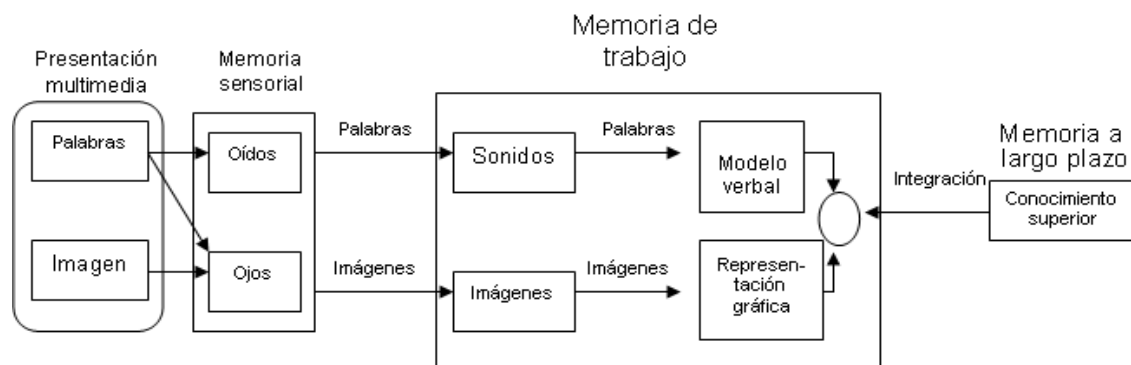 Presentación
multimedia
Palabras
Imagen
Memoria
sensorial
Oídos
Ojos
Palabras
Imágenes
Memoria de
trabajo
Sonidos
Imágenes
Palabras
Imágenes
Modelo
verbal
Represen-
tación
gráfica
Integración
Memoria a
largo plazo
Conocimiento
superior